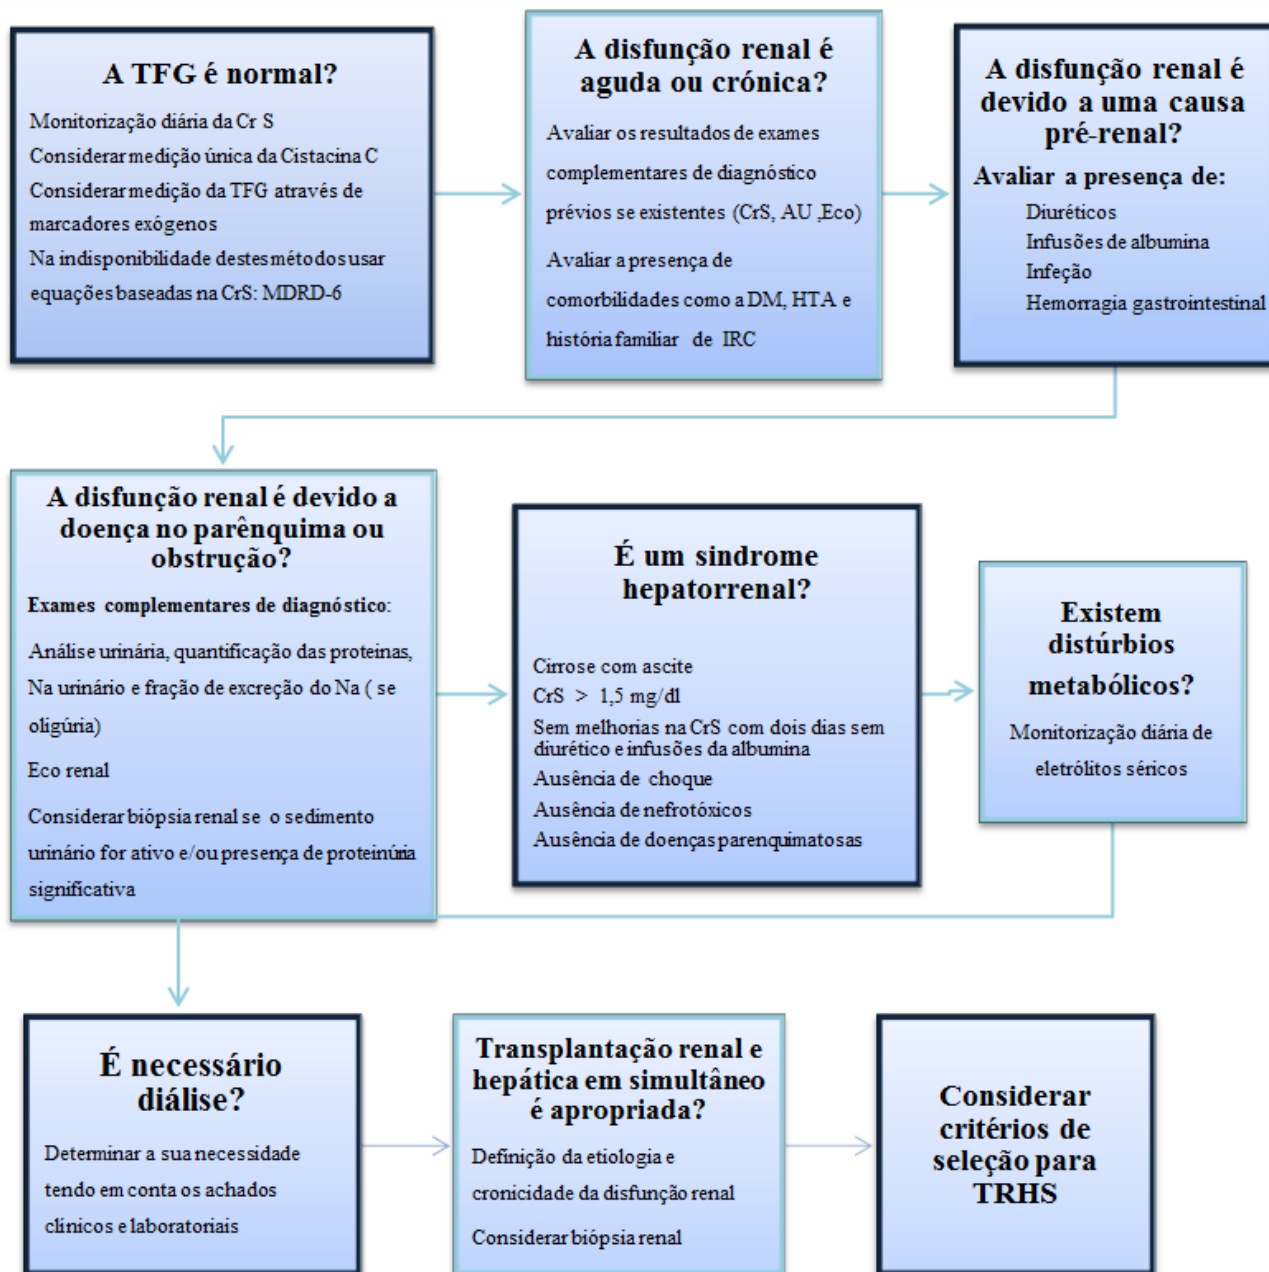 A TFG é normal?
Monitorização diária da Cr S
Considerar medição única da Cistacina C
Considerar medição da TFG através de
marcadores exógenos
Na indisponibilidade destes métodos usar
equações baseadas na CrS: MDRD-6
A disfunção renal é
aguda ou crónica?
Avaliar os resultados de exames
complementares de diagnóstico
prévios se existentes (CrS, AU ,Eco)
Avaliar a presença de
comorbilidades como a DM, HTA e
história familiar de IRC
A disfunção renal é
devido a uma causa
pré-renal?
Avaliar a presença de:
Diuréticos
Infusões de albumina
Infeção
Hemorragia gastrointestinal
A disfunção renal é devido a
doença no parênquima ou
obstrução?
Exames complementares de diagnóstico:
Análise urinária, quantificação das proteinas,
Na urinário e fração de excreção do Na ( se
oligúria)
Eco renal
Considerar biópsia renal se o sedimento
urinário for ativo e/ou presença de proteinúria
significativa
É um sindrome
hepatorrenal?
Cirrose com ascite
CrS > 1,5 mg/dl
Sem melhorias na CrS com dois dias sem
diurético e infusões da albumina
Ausência de choque
Ausência de nefrotóxicos
Ausência de doenças parenquimatosas
Existem
distúrbios
metabólicos?
Monitorização diária de
eletrólitos séricos
É necessário
diálise?
Determinar a sua necessidade
tendo em conta os achados
clínicos e laboratoriais
Transplantação renal e
hepática em simultâneo
é apropriada?
Definição da etiologia e
cronicidade da disfunção renal
Considerar biópsia renal
Considerar
critérios de
seleção para
TRHS